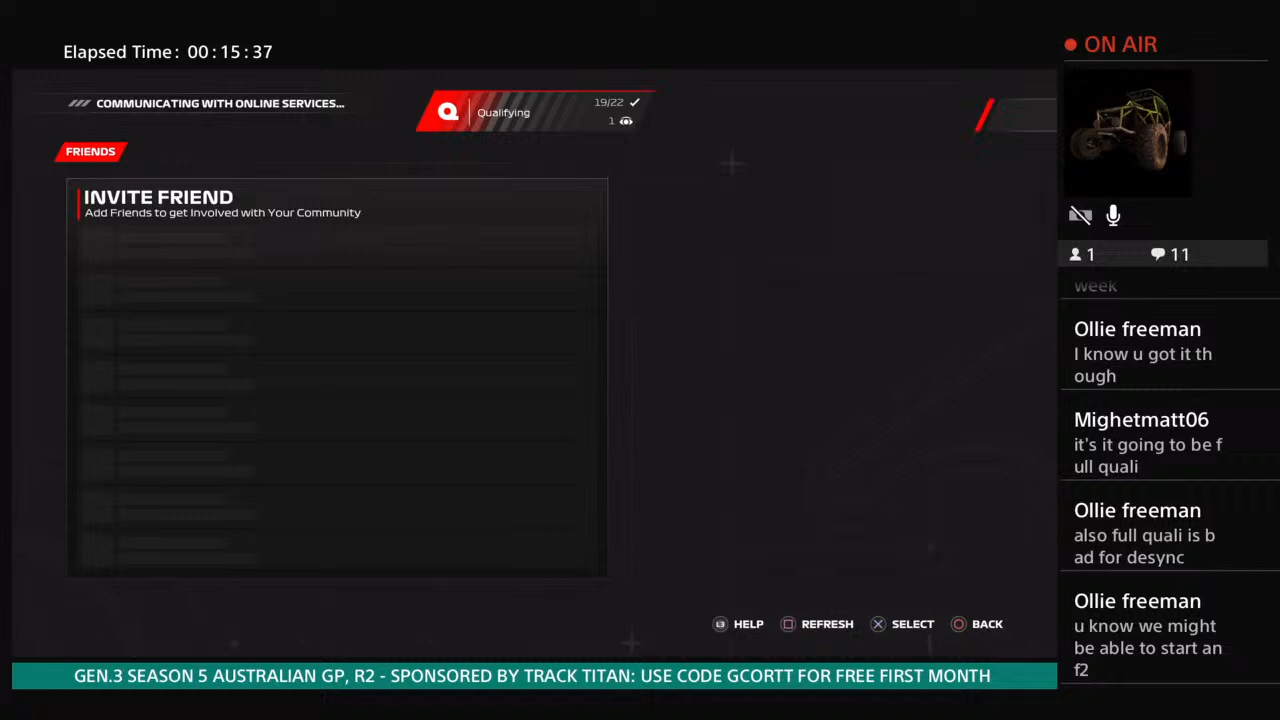 Elapsed Time: 00:15:37
ON AIR
COMMUNICATING WITH ONLINE SERVICES...
Qualifying
19/22
1
FRIENDS
INVITE FRIEND
Add Friends to get Involved with Your Community
1
11
week
Ollie freeman
I know u got it th
ough
Mighetmatt06
it's it going to be f
ull quali
Ollie freeman
also full quali is b
ad for desync
Ollie freeman
u know we might
be able to start an
f2
L3 HELP
REFRESH
SELECT
BACK
GEN.3 SEASON 5 AUSTRALIAN GP, R2 - SPONSORED BY TRACK TITAN: USE CODE GCORTT FOR FREE FIRST MONTH